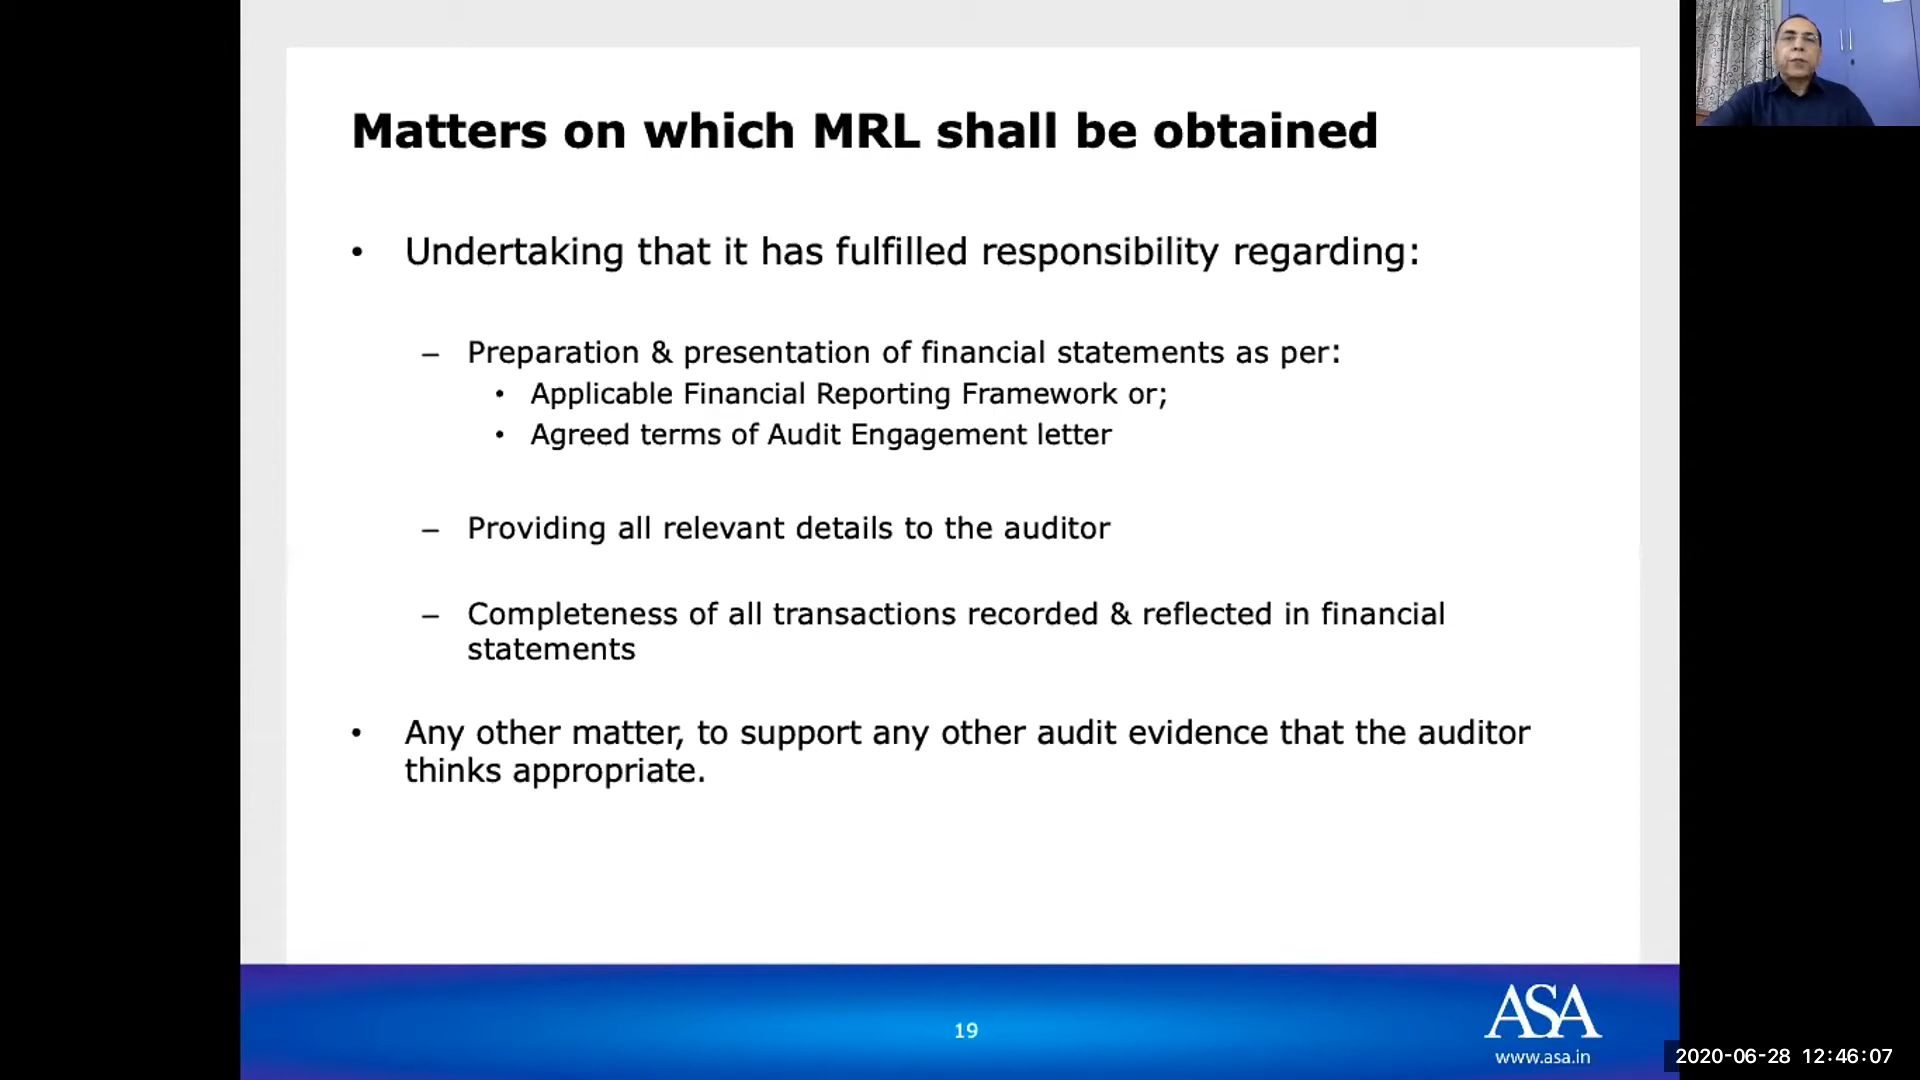 Matters on which MRL shall be obtained
• Undertaking that it has fulfilled responsibility regarding:
– Preparation & presentation of financial statements as per:
• Applicable Financial Reporting Framework or;
• Agreed terms of Audit Engagement letter
– Providing all relevant details to the auditor
– Completeness of all transactions recorded & reflected in financial
statements
• Any other matter, to support any other audit evidence that the auditor
thinks appropriate.
19
ASA
www.asa.in
2020-06-28 12:46:07